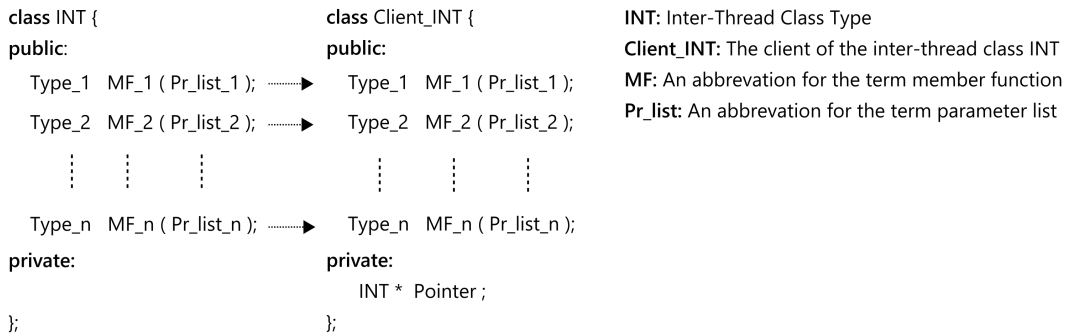 class INT {
public:
Type_1 MF_1 ( Pr_list_1 );
Type_2 MF_2 ( Pr_list_2 );
Type_n MF_n ( Pr_list_n );
private:
};
class Client_INT {
public:
Type_1 MF_1 ( Pr_list_1 );
Type_2 MF_2 ( Pr_list_2 );
Type_n MF_n ( Pr_list_n );
private:
INT * Pointer ;
};
INT: Inter-Thread Class Type
Client_INT: The client of the inter-thread class INT
MF: An abbrevation for the term member function
Pr_list: An abbrevation for the term parameter list